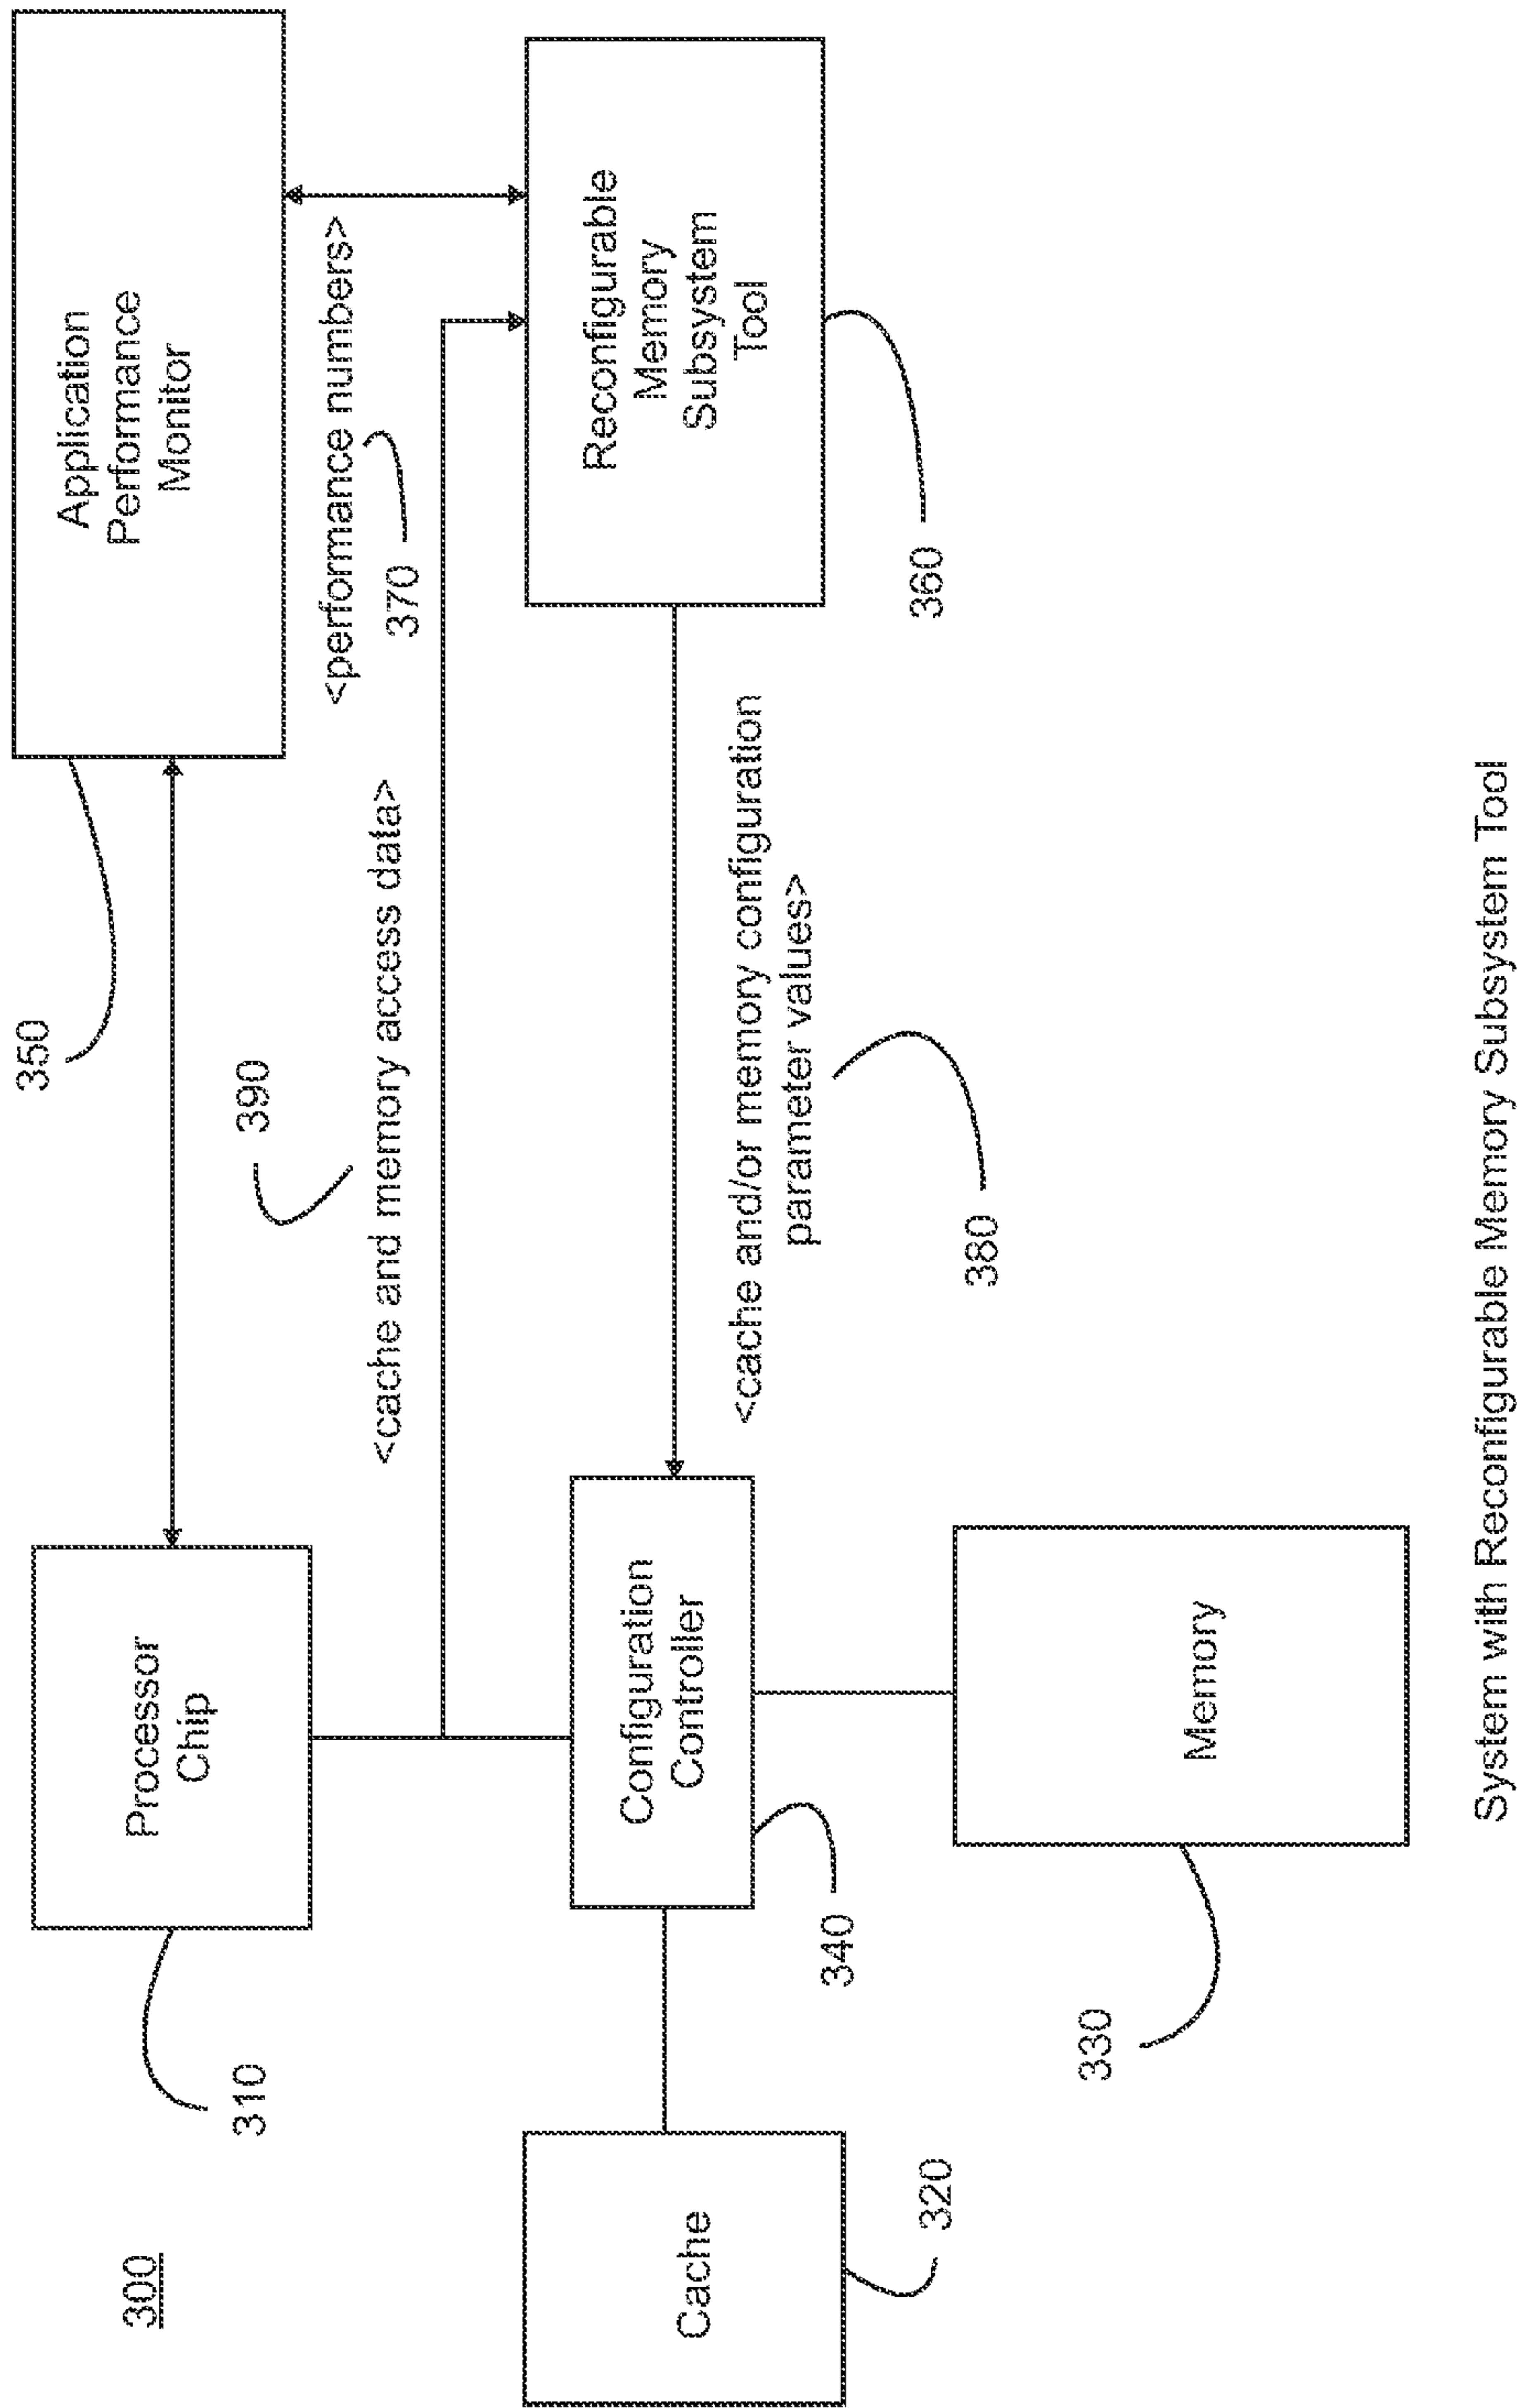 300
310
Processor
Chip
350
Application
Performance
Monitor
390
<cache and memory access data>
<performance numbers>
370
Cache
320
Configuration
Controller
340
<cache and/or memory configuration
parameter values>
380
Reconfigurable
Memory
Subsystem
Tool
360
330
Memory
System with Reconfigurable Memory Subsystem Tool